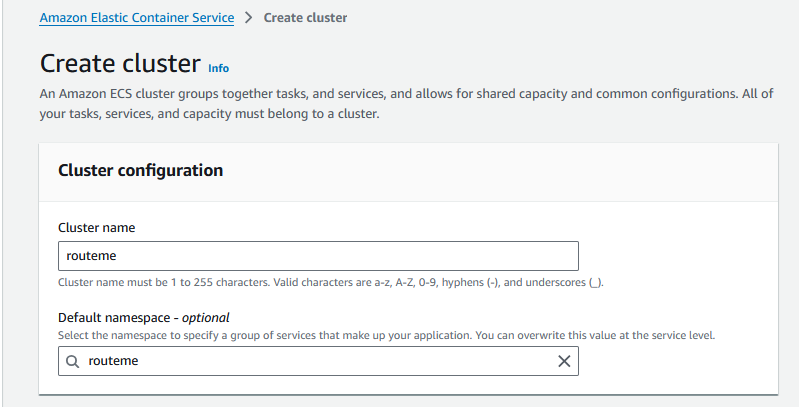 Amazon Elastic Container Service > Create cluster
Create cluster Info
An Amazon ECS cluster groups together tasks, and services, and allows for shared capacity and common configurations. All of
your tasks, services, and capacity must belong to a cluster.
Cluster configuration
Cluster name
routeme
Cluster name must be 1 to 255 characters. Valid characters are a-z, A-Z, 0-9, hyphens (-), and underscores (_).
Default namespace - optional
Select the namespace to specify a group of services that make up your application. You can overwrite this value at the service level.
routeme